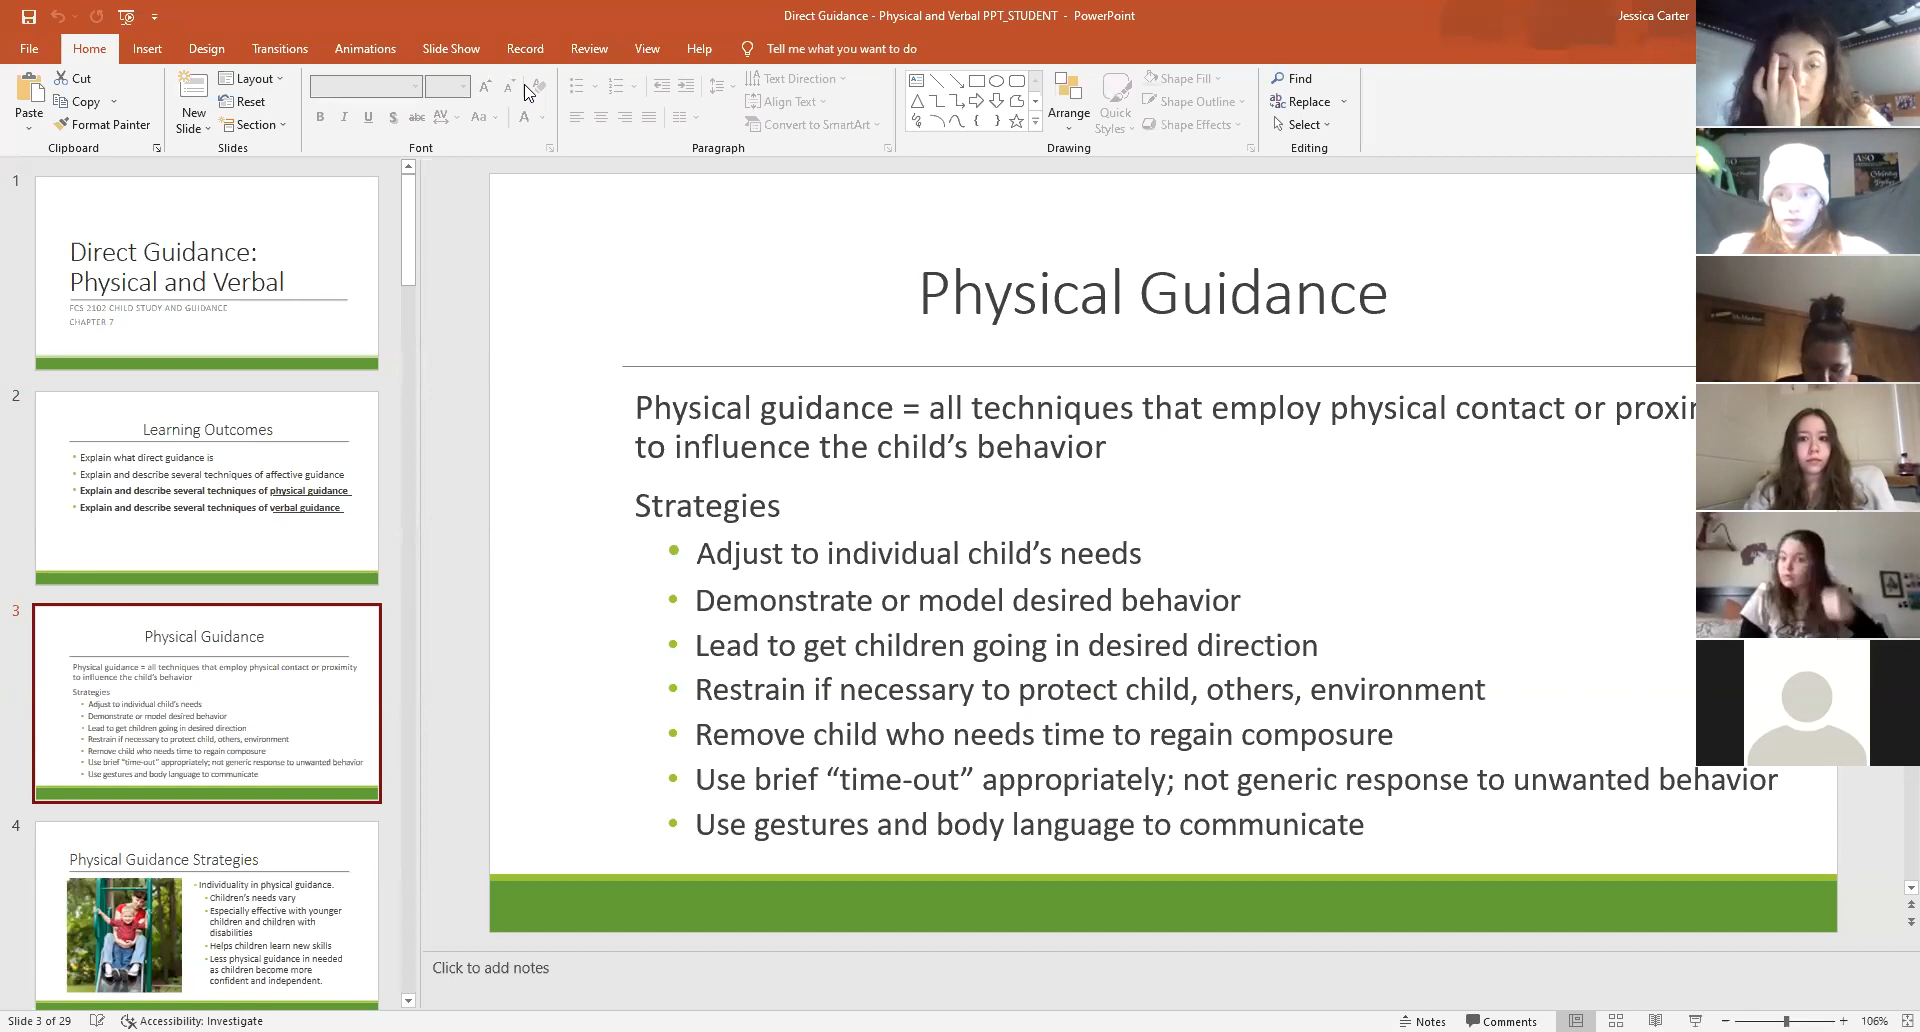 Direct Guidance - Physical and Verbal PPT_STUDENT - PowerPoint
Jessica Carter
File Home Insert Design Transitions Animations Slide Show Record Review View Help Tell me what you want to do
Paste
Cut
Copy
Format Painter
Clipboard
New
Slide
Layout
Reset
Section
Slides
B I U S abc AV Aa A
Font
Text Direction
Align Text
Convert to SmartArt
Paragraph
Arrange
Quick
Styles
Shape Fill
Shape Outline
Shape Effects
Drawing
Find
Replace
Select
Editing
1
Direct Guidance:
Physical and Verbal
FCS 2102 CHILD STUDY AND GUIDANCE
CHAPTER 7
2
Learning Outcomes
• Explain what direct guidance is
• Explain and describe several techniques of affective guidance
• Explain and describe several techniques of physical guidance
• Explain and describe several techniques of verbal guidance
3
Physical Guidance
Physical guidance = all techniques that employ physical contact or proximity
to influence the child's behavior
Strategies
• Adjust to individual child's needs
• Demonstrate or model desired behavior
• Lead to get children going in desired direction
• Restrain if necessary to protect child, others, environment
• Remove child who needs time to regain composure
• Use brief "time-out" appropriately; not generic response to unwanted behavior
• Use gestures and body language to communicate
4
Physical Guidance Strategies
• Individuality in physical guidance.
• Children's needs vary
• Especially effective with younger
children and children with
disabilities
• Helps children learn new skills
• Less physical guidance in needed
as children become more
confident and independent.
Physical Guidance
Physical guidance = all techniques that employ physical contact or proxi
to influence the child's behavior
Strategies
• Adjust to individual child's needs
• Demonstrate or model desired behavior
• Lead to get children going in desired direction
• Restrain if necessary to protect child, others, environment
• Remove child who needs time to regain composure
• Use brief "time-out" appropriately; not generic response to unwanted behavior
• Use gestures and body language to communicate
Click to add notes
Slide 3 of 29
Accessibility: Investigate
Notes
Comments
106%